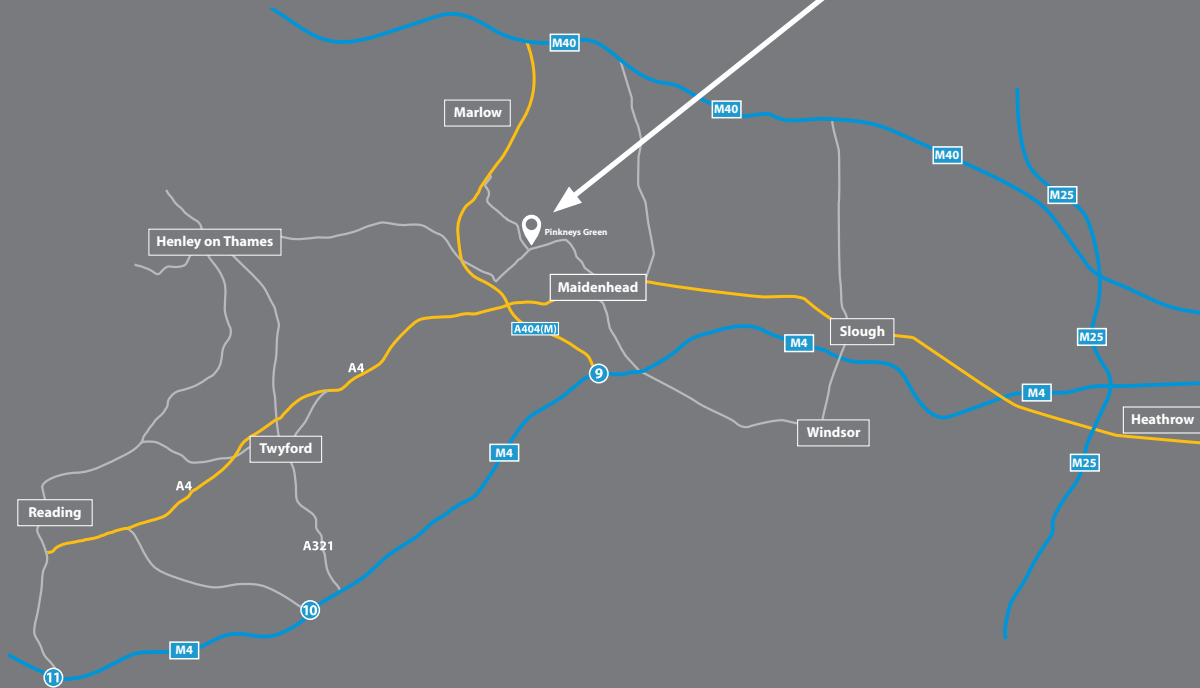 M40
Marlow
M40
M40
M25
Pinkneys Green
Henley on Thames
Maidenhead
A404(M)
Slough
M4
M25
A4
9
M4
Heathrow
Windsor
Twyford
M4
M25
A4
Reading
A321
10
M4
11